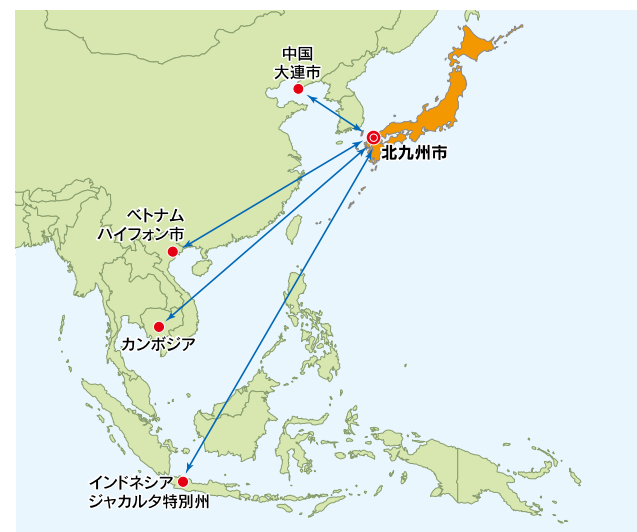 中国
大連市
北九州市
ベトナム
ハイフォン市
カンボジア
インドネシア
ジャカルタ特別州